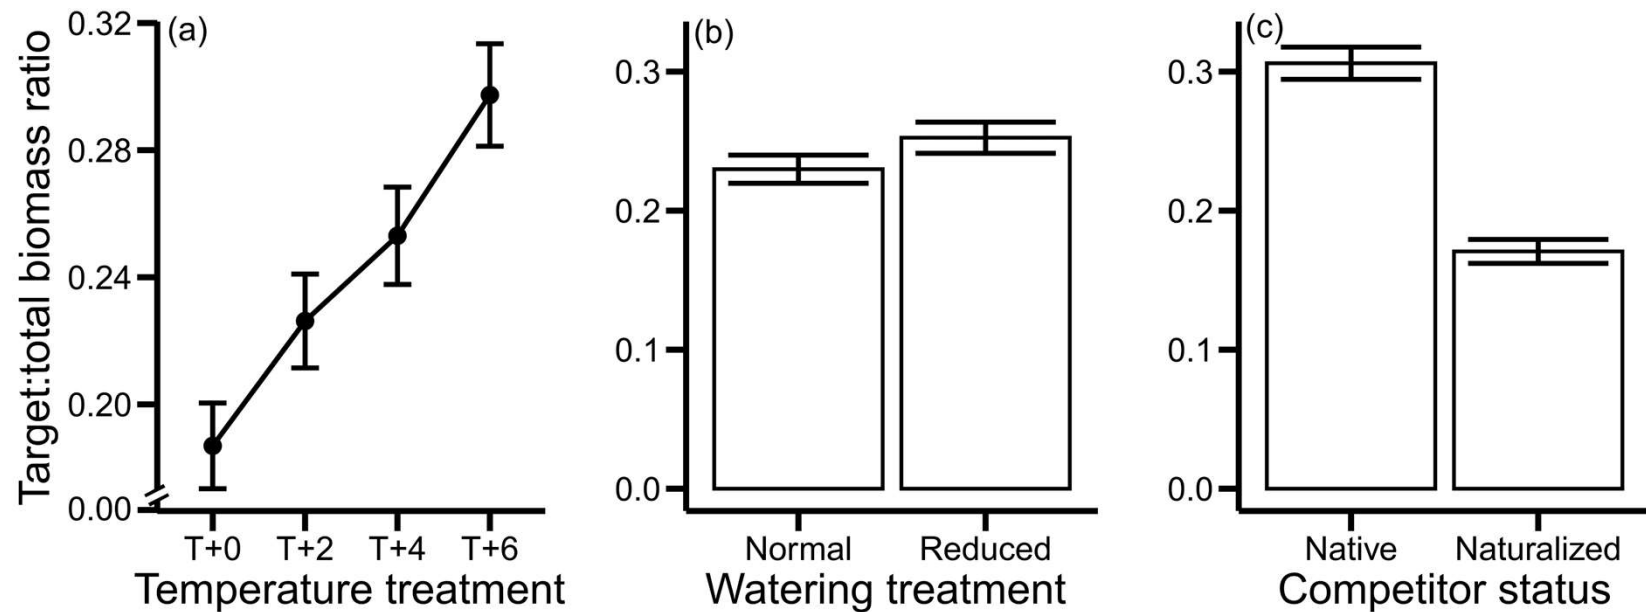 Target:total biomass ratio
(a)
0.32
0.28
0.24
0.20
0.00
T+0 T+2 T+4 T+6
Temperature treatment
(b)
0.3
0.2
0.1
0.0
Normal Reduced
Watering treatment
(c)
0.3
0.2
0.1
0.0
Native Naturalized
Competitor status